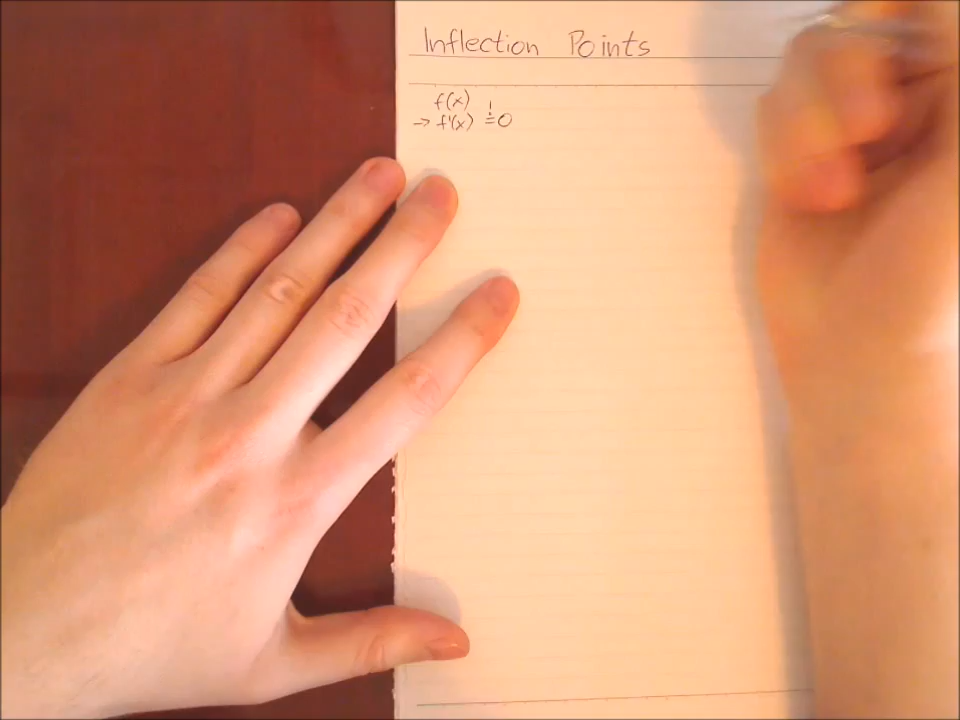 Inflection Points
f(x)
→ f'(x) != 0